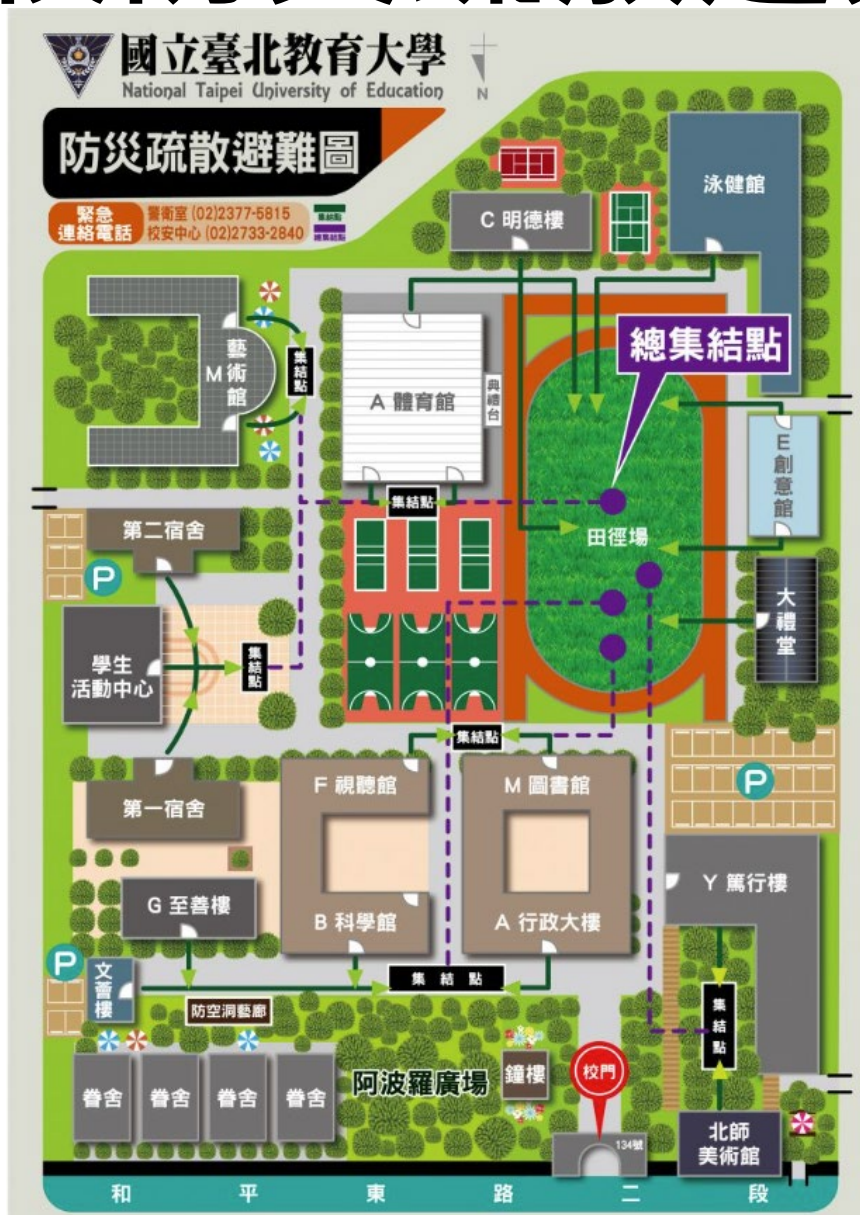 國立臺北教育大學
National Taipei University of Education
N
防災疏散避難圖
緊急
連絡電話
警衛室 (02)2377-5815
校安中心 (02)2733-2840
集結點
總集結點
泳健館
C 明德樓
總集結點
M 藝術館
集結點
A 體育館
典禮台
E 創意館
集結點
田徑場
第二宿舍
P
大禮堂
學生
活動中心
集結點
集結點
P
F 視聽館
M 圖書館
第一宿舍
Y 篤行樓
G 至善樓
B 科學館
A 行政大樓
P
文薈樓
集結點
防空洞藝廊
集結點
眷舍
眷舍
眷舍
眷舍
阿波羅廣場
鐘樓
校門
134號
北師
美術館
和平東路二段